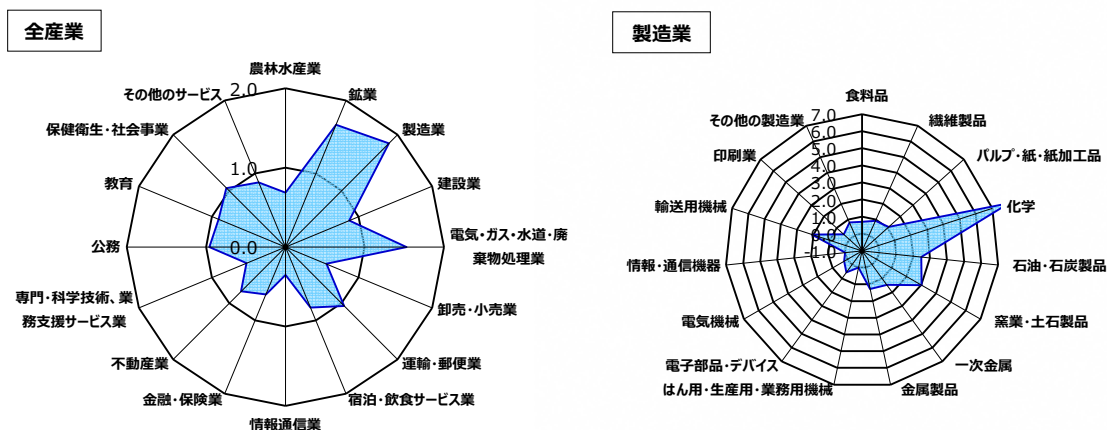 全産業
農林水産業
鉱業
製造業
建設業
電気・ガス・水道・廃
棄物処理業
卸売・小売業
運輸・郵便業
宿泊・飲食サービス業
情報通信業
金融・保険業
不動産業
専門・科学技術、業
務支援サービス業
公務
教育
保健衛生・社会事業
その他のサービス
2.0
1.0
0.0
製造業
食料品
繊維製品
パルプ・紙・紙加工品
化学
石油・石炭製品
窯業・土石製品
一次金属
金属製品
はん用・生産用・業務用機械
電子部品・デバイス
電気機械
情報・通信機器
輸送用機械
印刷業
その他の製造業
7.0
6.0
5.0
4.0
3.0
2.0
1.0
0.0
-1.0